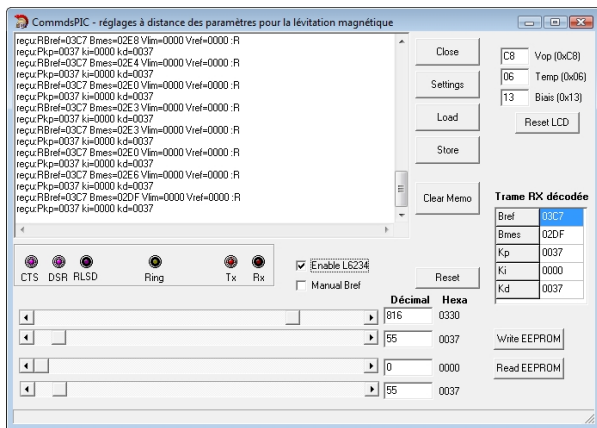 CommdsPIC - réglages à distance des paramètres pour la lévitation magnétique
reçu:RBref=03C7 Bmes=02E8 Vlim=0000 Vref=0000 :R
reçu:Pkp=0037 ki=0000 kd=0037
reçu:RBref=03C7 Bmes=02E4 Vlim=0000 Vref=0000 :R
reçu:Pkp=0037 ki=0000 kd=0037
reçu:RBref=03C7 Bmes=02E0 Vlim=0000 Vref=0000 :R
reçu:Pkp=0037 ki=0000 kd=0037
reçu:RBref=03C7 Bmes=02E3 Vlim=0000 Vref=0000 :R
reçu:Pkp=0037 ki=0000 kd=0037
reçu:RBref=03C7 Bmes=02E3 Vlim=0000 Vref=0000 :R
reçu:Pkp=0037 ki=0000 kd=0037
reçu:RBref=03C7 Bmes=02E0 Vlim=0000 Vref=0000 :R
reçu:Pkp=0037 ki=0000 kd=0037
reçu:RBref=03C7 Bmes=02E6 Vlim=0000 Vref=0000 :R
reçu:Pkp=0037 ki=0000 kd=0037
reçu:RBref=03C7 Bmes=02DF Vlim=0000 Vref=0000 :R
reçu:Pkp=0037 ki=0000 kd=0037
Close
Settings
Load
Store
Clear Memo
C8 Vop (0xC8)
06 Temp (0x06)
13 Biais (0x13)
Reset LCD
Trame RX décodée
Bref 03C7
Bmes 02DF
Kp 0037
Ki 0000
Kd 0037
CTS DSR RLSD Ring Tx Rx
Enable L6234
Manual Bref
Reset
Décimal Hexa
816 0330
55 0037
0 0000
55 0037
Write EEPROM
Read EEPROM